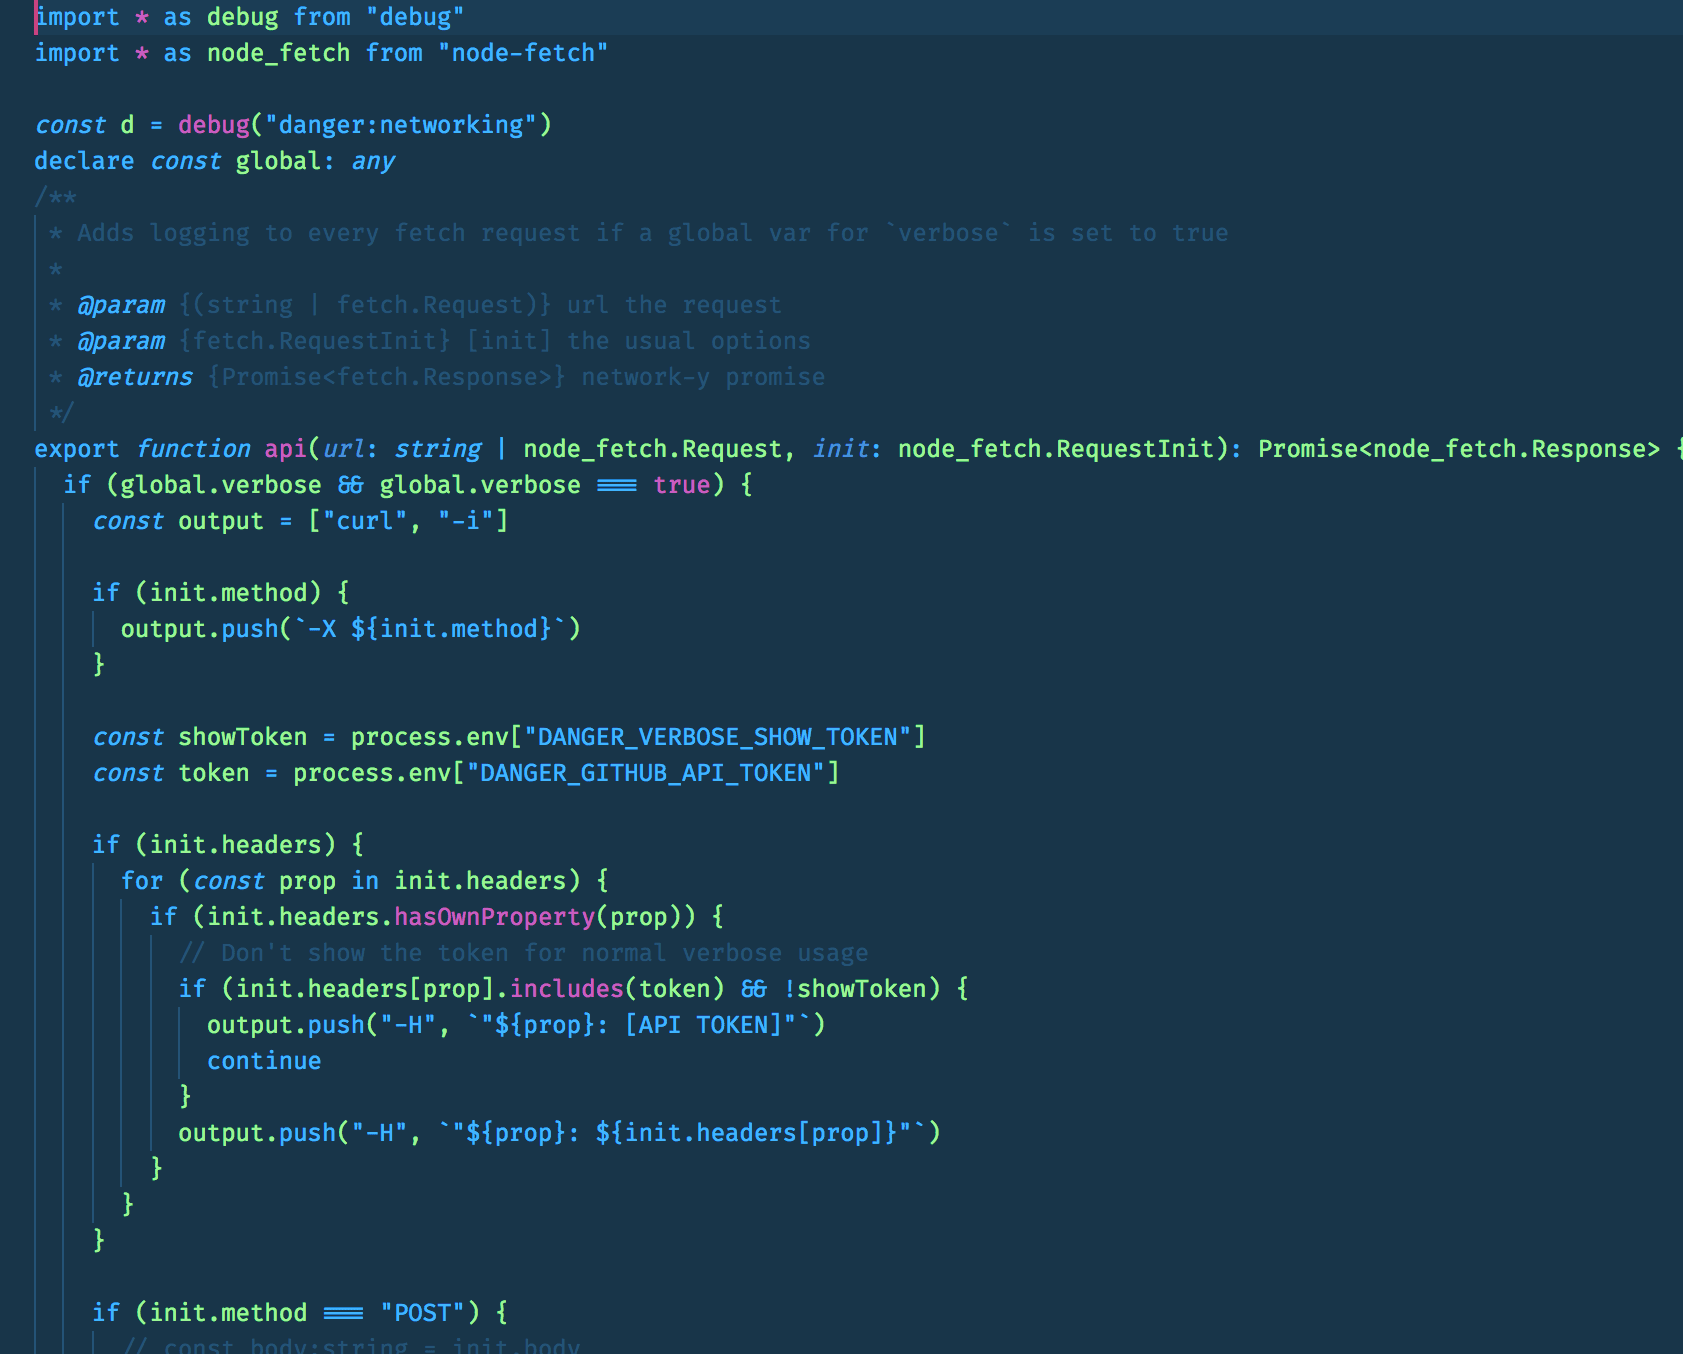 import * as debug from "debug"
import * as node_fetch from "node-fetch"
const d = debug("danger:networking")
declare const global: any
/**
* Adds logging to every fetch request if a global var for `verbose` is set to true
*
* @param {(string | fetch.Request)} url the request
* @param {fetch.RequestInit} [init] the usual options
* @returns {Promise<fetch.Response>} network-y promise
*/
export function api(url: string | node_fetch.Request, init: node_fetch.RequestInit): Promise<node_fetch.Response> {
if (global.verbose && global.verbose === true) {
const output = ["curl", "-i"]
if (init.method) {
output.push(`-X ${init.method}`)
}
const showToken = process.env["DANGER_VERBOSE_SHOW_TOKEN"]
const token = process.env["DANGER_GITHUB_API_TOKEN"]
if (init.headers) {
for (const prop in init.headers) {
if (init.headers.hasOwnProperty(prop)) {
// Don't show the token for normal verbose usage
if (init.headers[prop].includes(token) && !showToken) {
output.push("-H", `"${prop}: [API TOKEN]"`)
continue
}
output.push("-H", `"${prop}: ${init.headers[prop]}"`)
}
}
}
if (init.method === "POST") {
// const body:string = init.body